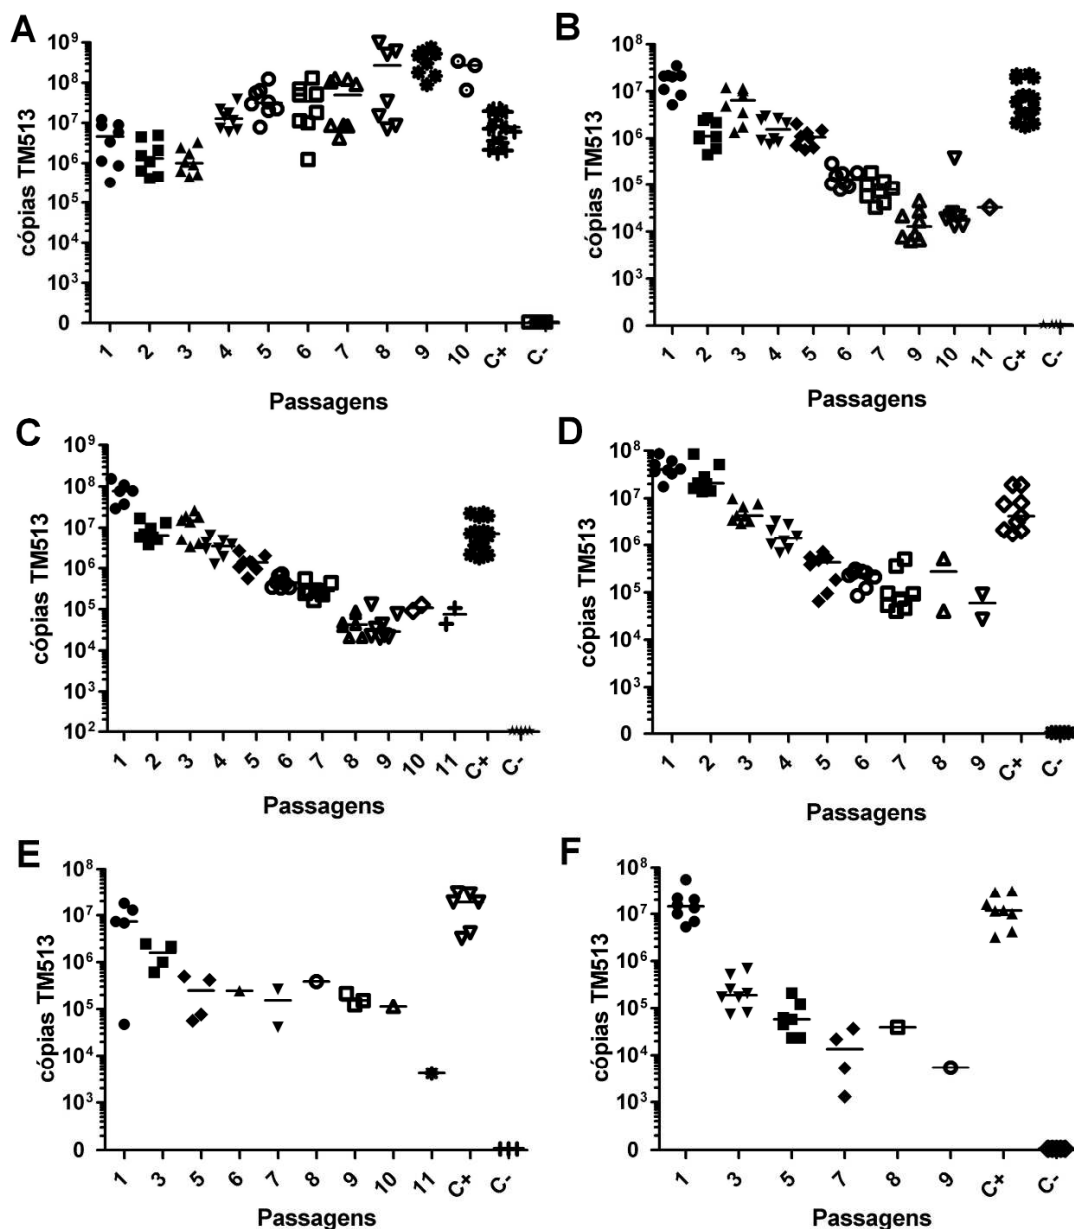 A
cópias TM513
10⁹
10⁸
10⁷
10⁶
10⁵
10⁴
10³
0
1 2 3 4 5 6 7 8 9 10 C+ C-
Passagens
B
cópias TM513
10⁸
10⁷
10⁶
10⁵
10⁴
10³
0
1 2 3 4 5 6 7 9 10 11 C+ C-
Passagens
C
cópias TM513
10⁹
10⁸
10⁷
10⁶
10⁵
10⁴
10³
10²
1 2 3 4 5 6 7 8 9 10 11 C+ C-
Passagens
D
cópias TM513
10⁸
10⁷
10⁶
10⁵
10⁴
10³
0
1 2 3 4 5 6 7 8 9 C+ C-
Passagens
E
cópias TM513
10⁸
10⁷
10⁶
10⁵
10⁴
10³
0
1 3 5 6 7 8 9 10 11 C+ C-
Passagens
F
cópias TM513
10⁸
10⁷
10⁶
10⁵
10⁴
10³
0
1 3 5 7 8 9 C+ C-
Passagens